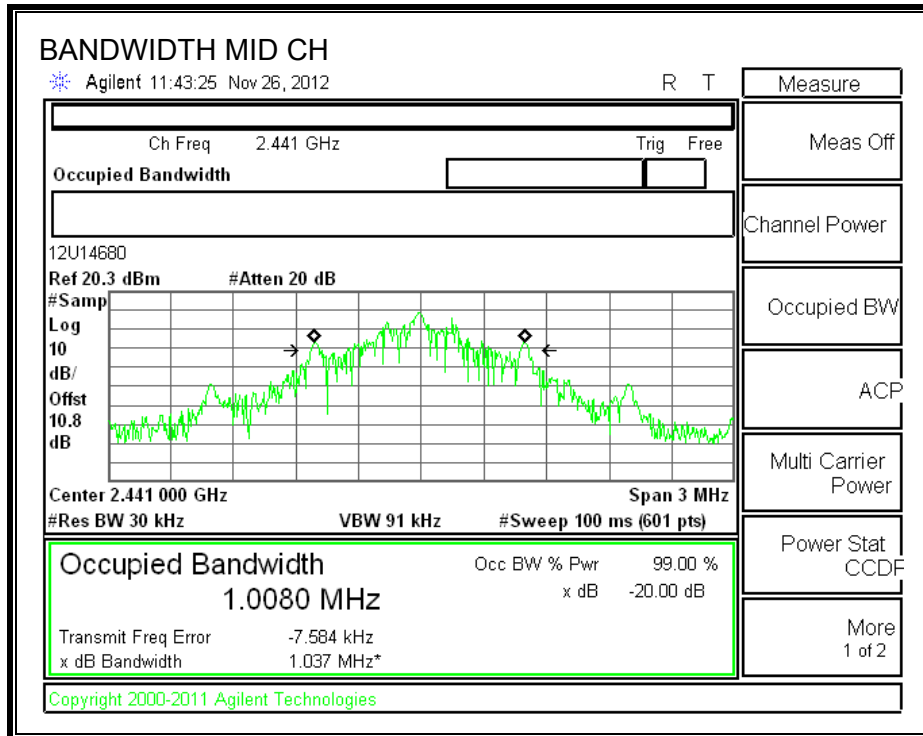 BANDWIDTH MID CH
Agilent 11:43:25 Nov 26, 2012 R T
Measure
Ch Freq 2.441 GHz Trig Free
Occupied Bandwidth
Meas Off
Channel Power
Occupied BW
ACP
Multi Carrier
Power
Power Stat
CCDF
More
1 of 2
12U14680
Ref 20.3 dBm #Atten 20 dB
#Samp
Log
10
dB/
Offst
10.8
dB
Center 2.441 000 GHz Span 3 MHz
#Res BW 30 kHz VBW 91 kHz #Sweep 100 ms (601 pts)
Occupied Bandwidth Occ BW % Pwr 99.00 %
1.0080 MHz x dB -20.00 dB
Transmit Freq Error -7.584 kHz
x dB Bandwidth 1.037 MHz*
Copyright 2000-2011 Agilent Technologies